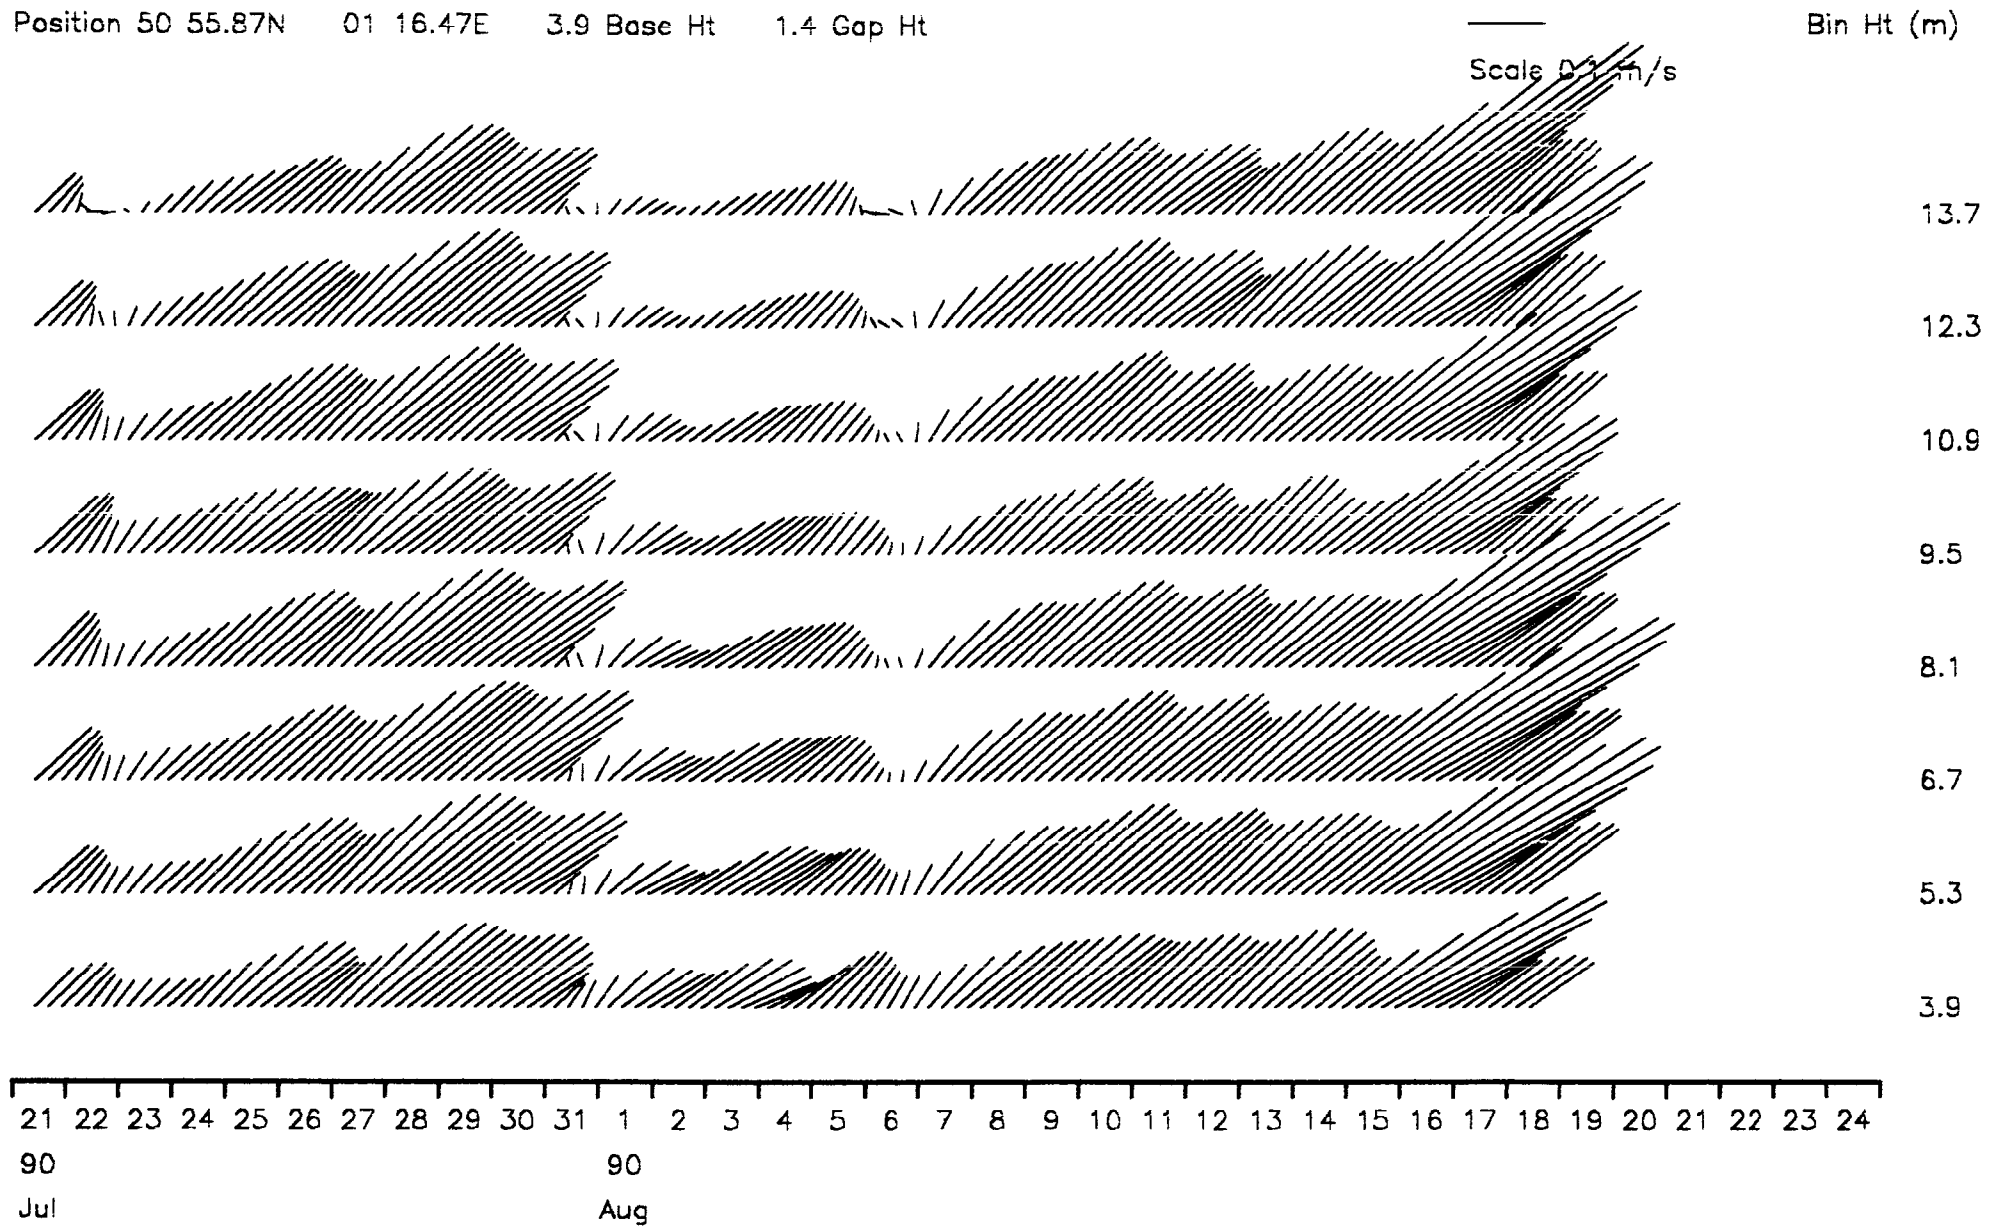 Position 50 55.87N 01 16.47E 3.9 Base Ht 1.4 Gap Ht Bin Ht (m)
Scale 0.1 m/s
13.7
12.3
10.9
9.5
8.1
6.7
5.3
3.9
21 22 23 24 25 26 27 28 29 30 31 1 2 3 4 5 6 7 8 9 10 11 12 13 14 15 16 17 18 19 20 21 22 23 24
90 90
Jul Aug